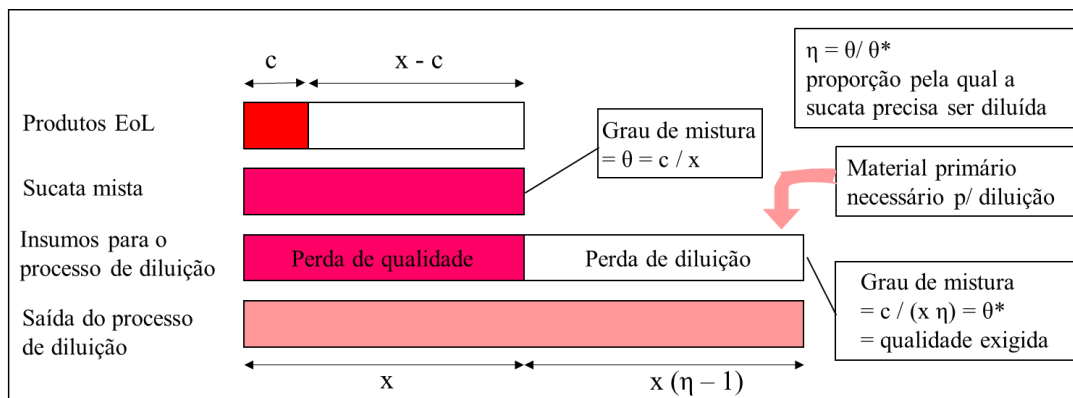 c
x - c
η = θ/ θ*
proporção pela qual a
sucata precisa ser diluída
Produtos EoL
Grau de mistura
= θ = c / x
Sucata mista
Material primário
necessário p/ diluição
Insumos para o
processo de diluição
Perda de qualidade
Perda de diluição
Grau de mistura
= c / (x η) = θ*
= qualidade exigida
Saída do processo
de diluição
x
x (η – 1)